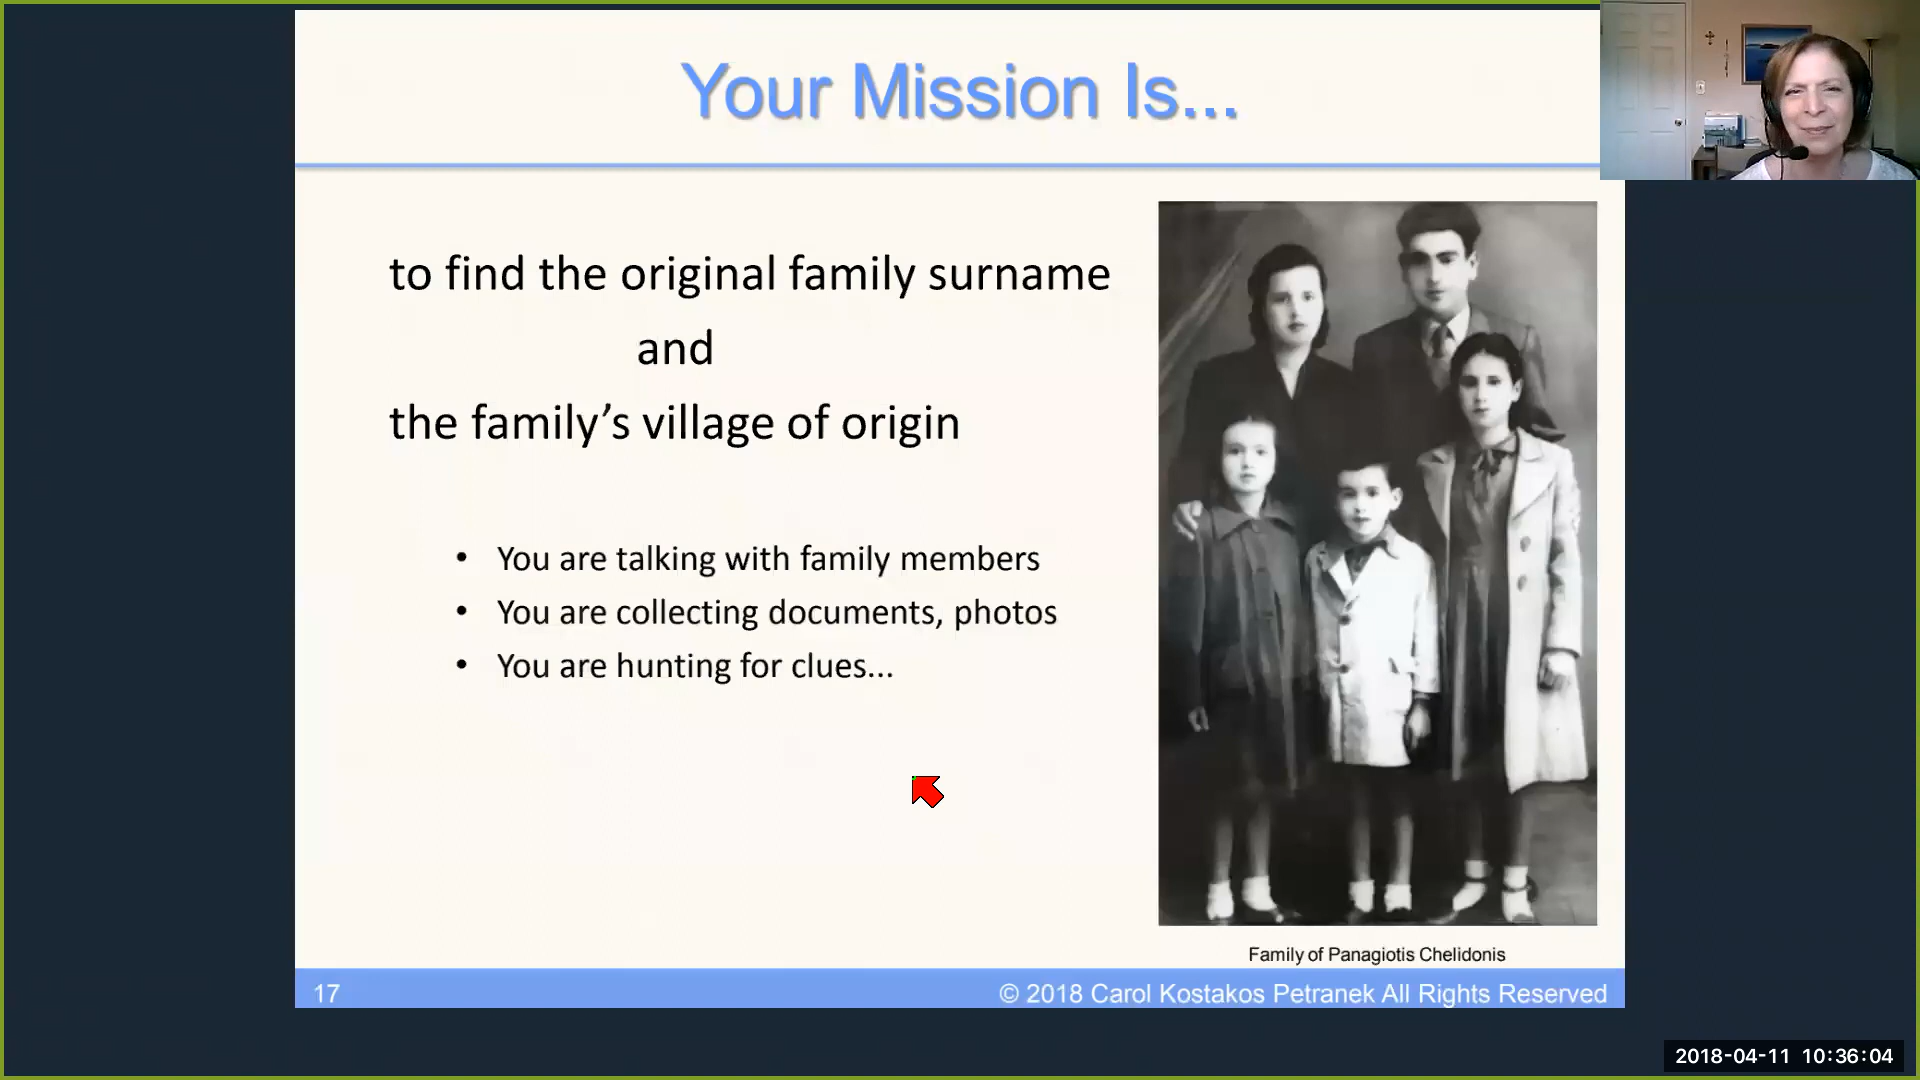 Your Mission Is...
to find the original family surname
and
the family’s village of origin
• You are talking with family members
• You are collecting documents, photos
• You are hunting for clues...
Family of Panagiotis Chelidonis
17
© 2018 Carol Kostakos Petranek All Rights Reserved
2018-04-11 10:36:04